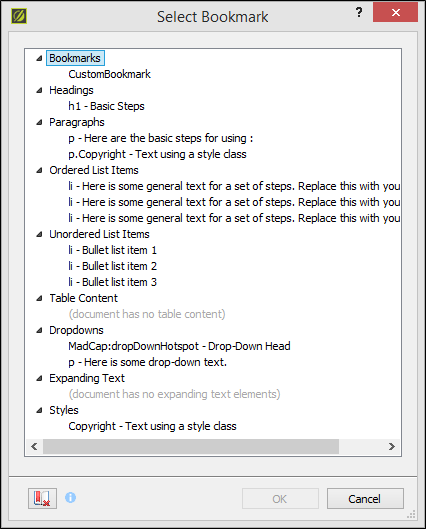 Select Bookmark
?
Bookmarks
CustomBookmark
Headings
h1 - Basic Steps
Paragraphs
p - Here are the basic steps for using :
p.Copyright - Text using a style class
Ordered List Items
li - Here is some general text for a set of steps. Replace this with you
li - Here is some general text for a set of steps. Replace this with you
li - Here is some general text for a set of steps. Replace this with you
Unordered List Items
li - Bullet list item 1
li - Bullet list item 2
li - Bullet list item 3
Table Content
(document has no table content)
Dropdowns
MadCap:dropDownHotspot - Drop-Down Head
p - Here is some drop-down text.
Expanding Text
(document has no expanding text elements)
Styles
Copyright - Text using a style class
OK Cancel